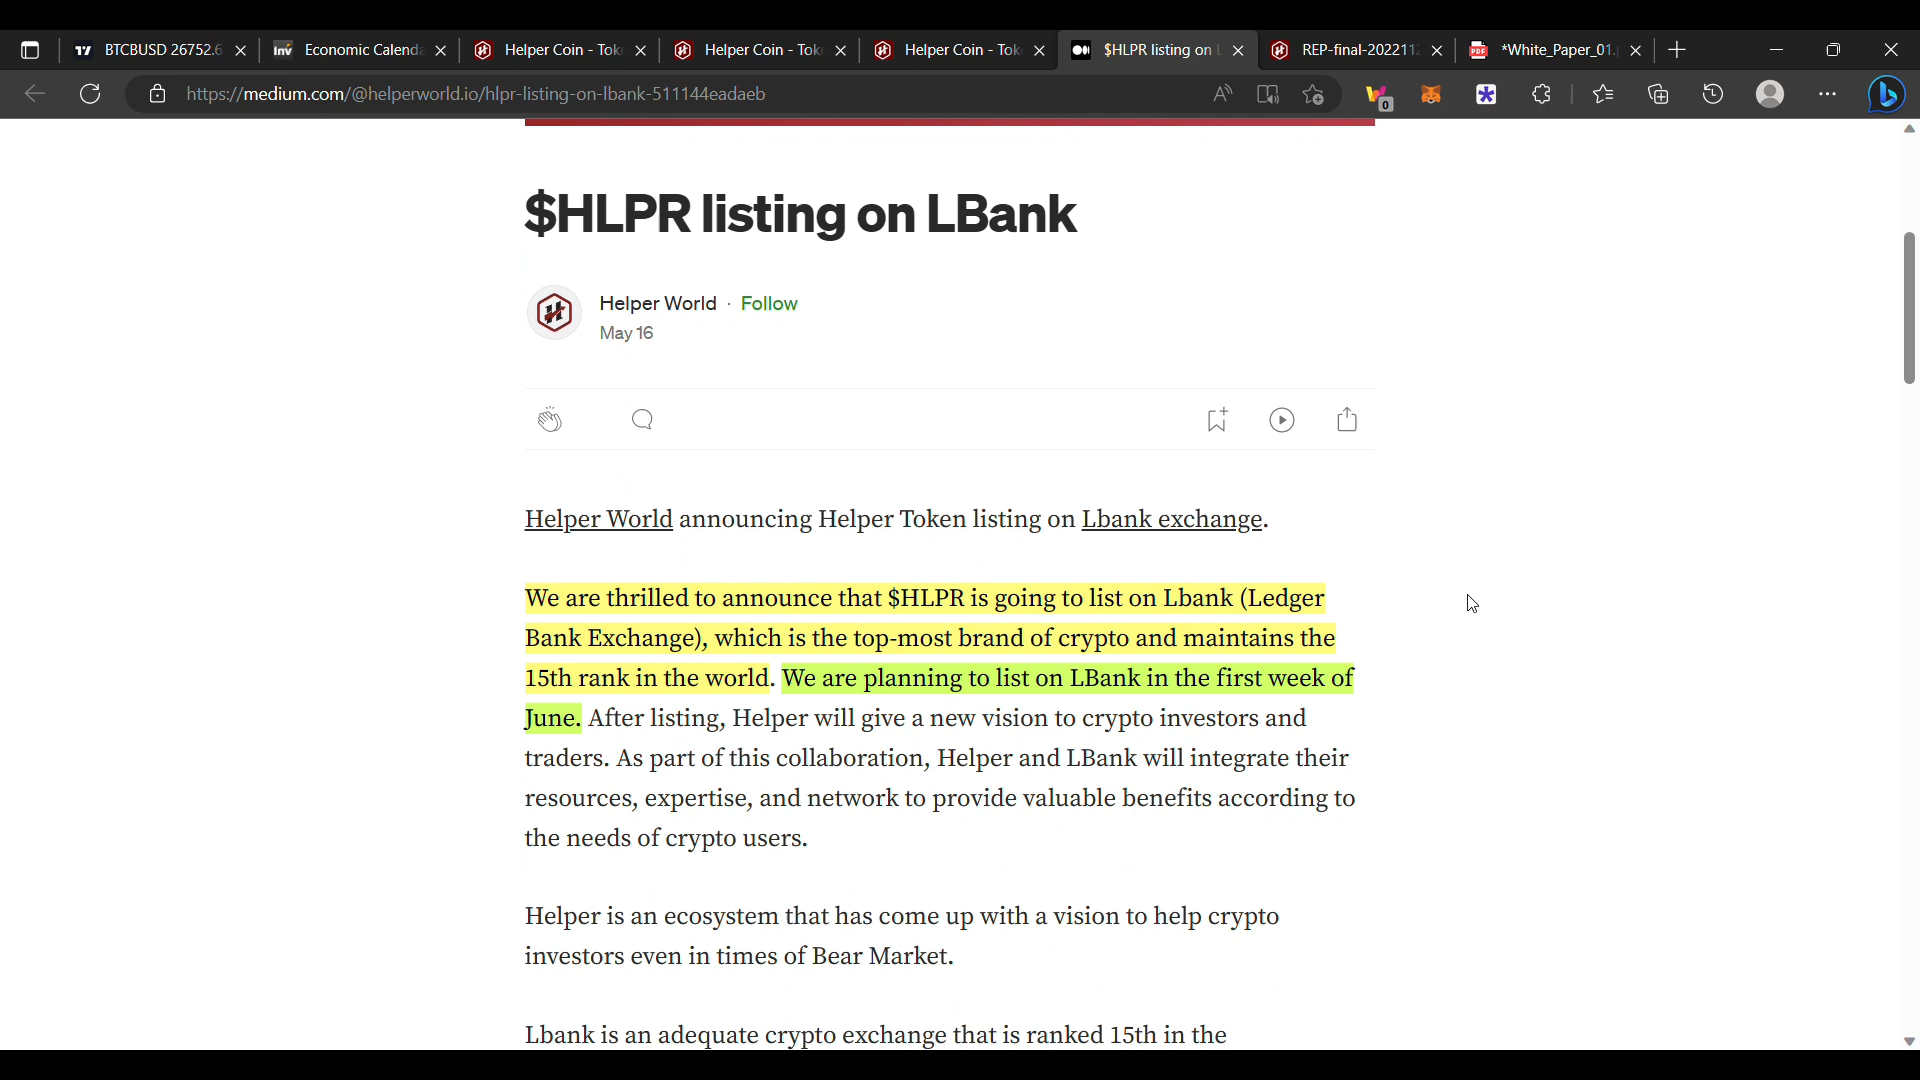 BTCBUSD 26752.6
Economic Calend
Helper Coin - Tok
Helper Coin - Tok
Helper Coin - Tok
$HLPR listing on L
REP-final-202211
*White_Paper_01.
https://medium.com/@helperworld.io/hlpr-listing-on-lbank-511144eadaeb
0
$HLPR listing on LBank
Helper World · Follow
May 16
Helper World announcing Helper Token listing on Lbank exchange.
We are thrilled to announce that $HLPR is going to list on Lbank (Ledger
Bank Exchange), which is the top-most brand of crypto and maintains the
15th rank in the world. We are planning to list on LBank in the first week of
June. After listing, Helper will give a new vision to crypto investors and
traders. As part of this collaboration, Helper and LBank will integrate their
resources, expertise, and network to provide valuable benefits according to
the needs of crypto users.
Helper is an ecosystem that has come up with a vision to help crypto
investors even in times of Bear Market.
Lbank is an adequate crypto exchange that is ranked 15th in the